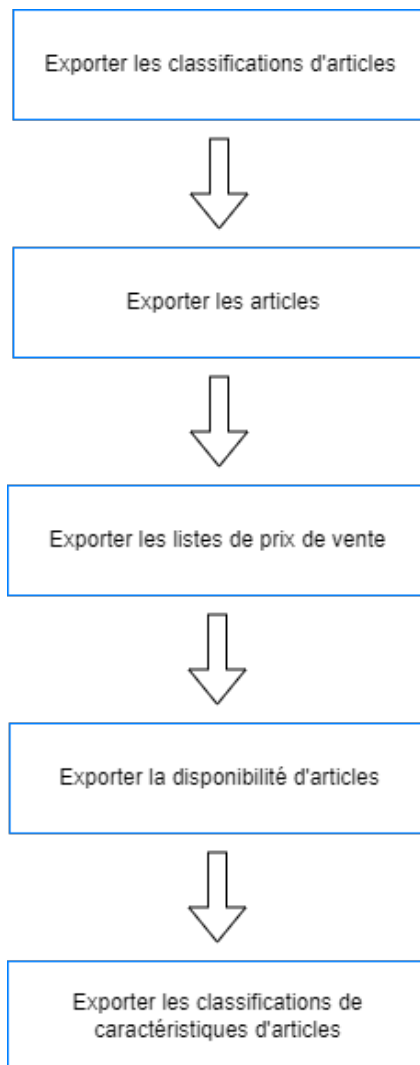 Exporter les classifications d'articles
Exporter les articles
Exporter les listes de prix de vente
Exporter la disponibilité d'articles
Exporter les classifications de
caractéristiques d'articles